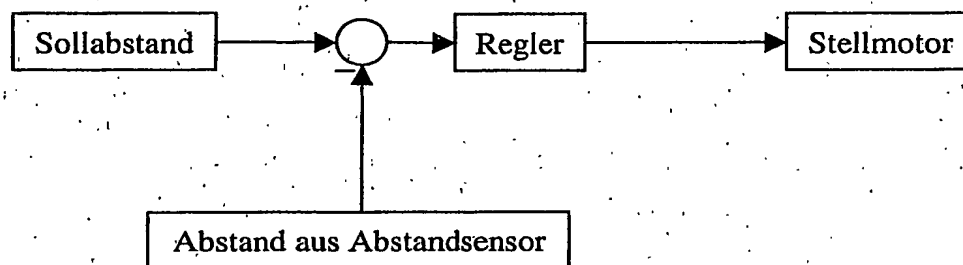 Sollabstand
Regler
Stellmotor
–
Abstand aus Abstandsensor